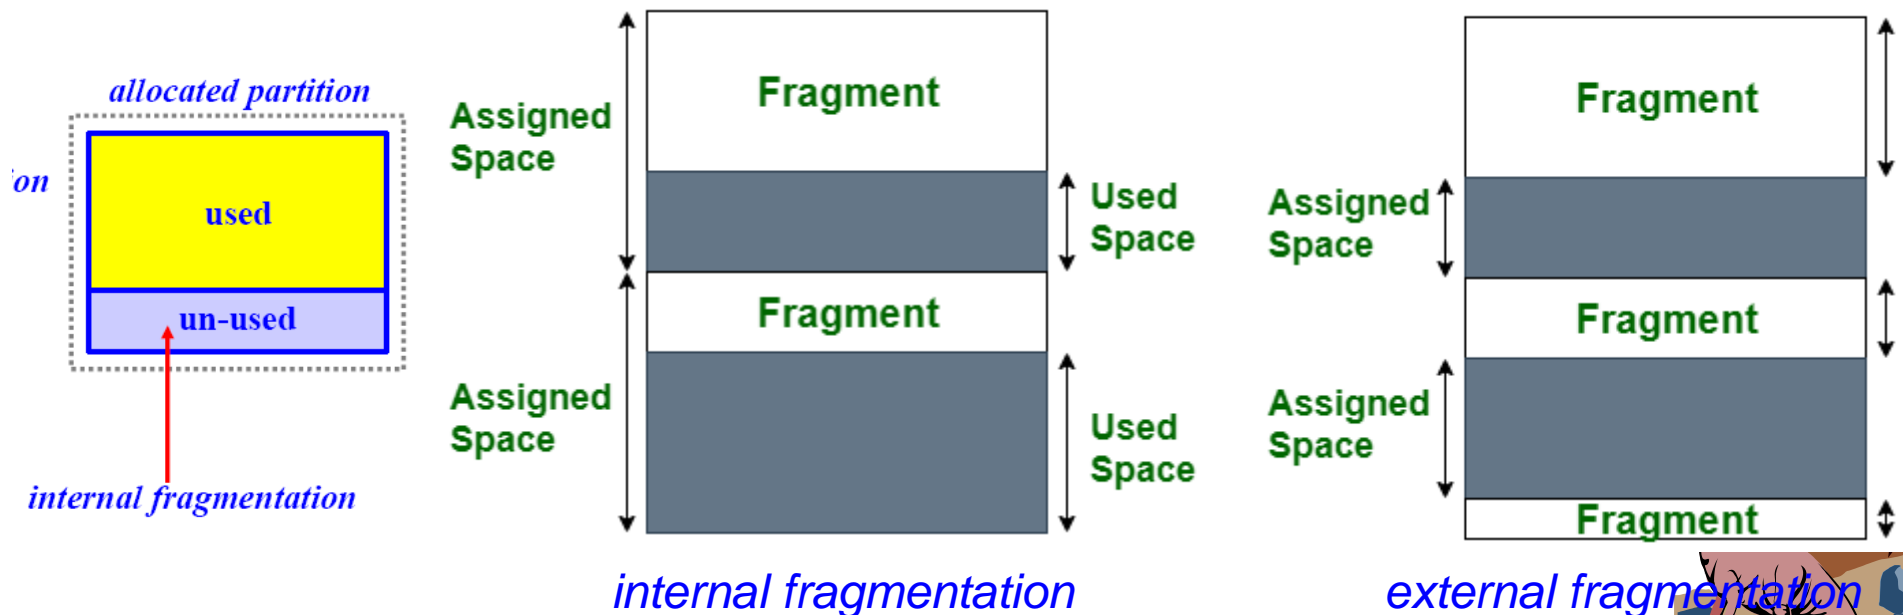 allocated partition
used
un-used
internal fragmentation
Assigned
Space
Fragment
Used
Space
Assigned
Space
Fragment
Used
Space
internal fragmentation
Fragment
Assigned
Space
Fragment
Assigned
Space
Fragment
external fragmentation